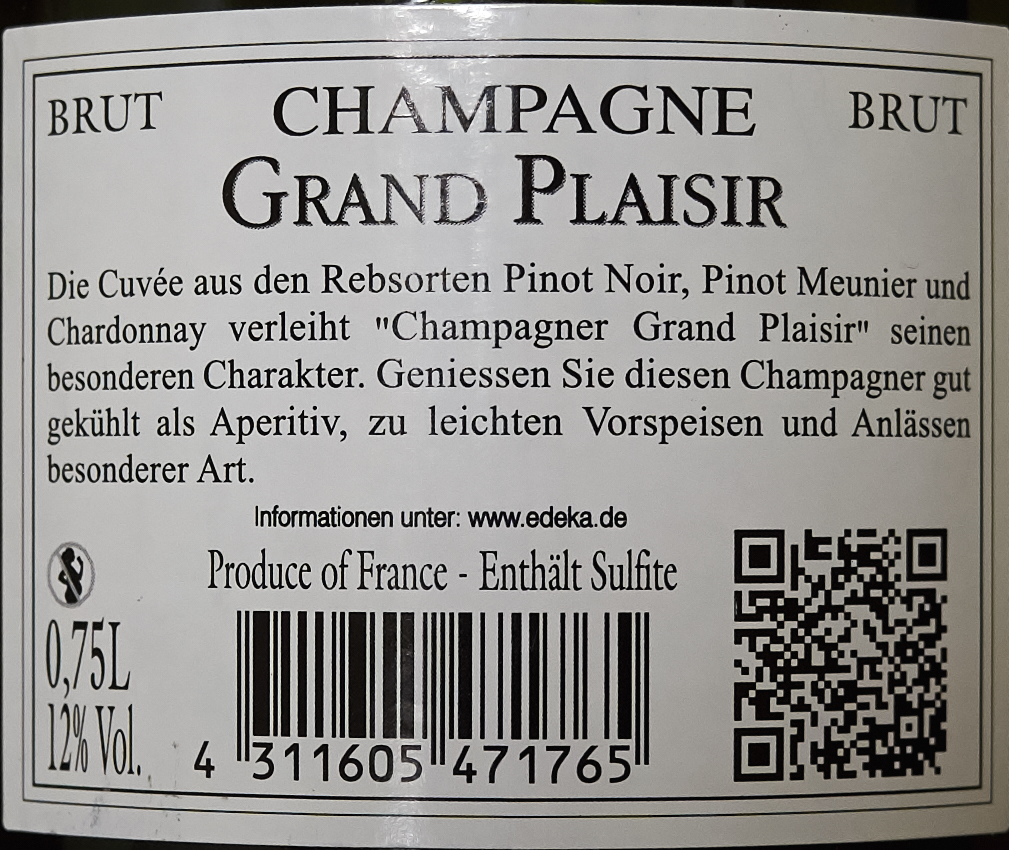 BRUT CHAMPAGNE BRUT
GRAND PLAISIR
Die Cuvée aus den Rebsorten Pinot Noir, Pinot Meunier und
Chardonnay verleiht "Champagner Grand Plaisir" seinen
besonderen Charakter. Geniessen Sie diesen Champagner gut
gekühlt als Aperitiv, zu leichten Vorspeisen und Anlässen
besonderer Art.
Informationen unter: www.edeka.de
Produce of France - Enthält Sulfite
0,75L
12% Vol.
4 311605 471765